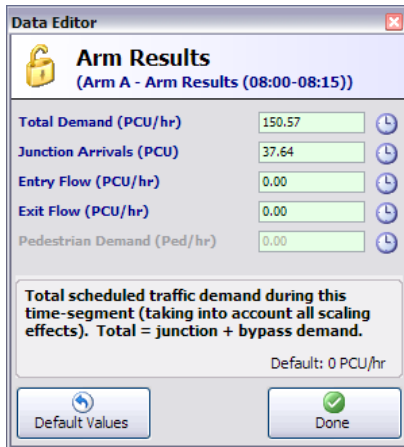 Data Editor
Arm Results
(Arm A - Arm Results (08:00-08:15))
Total Demand (PCU/hr) 150.57
Junction Arrivals (PCU) 37.64
Entry Flow (PCU/hr) 0.00
Exit Flow (PCU/hr) 0.00
Pedestrian Demand (Ped/hr) 0.00
Total scheduled traffic demand during this
time-segment (taking into account all scaling
effects). Total = junction + bypass demand.
Default: 0 PCU/hr
Default Values Done